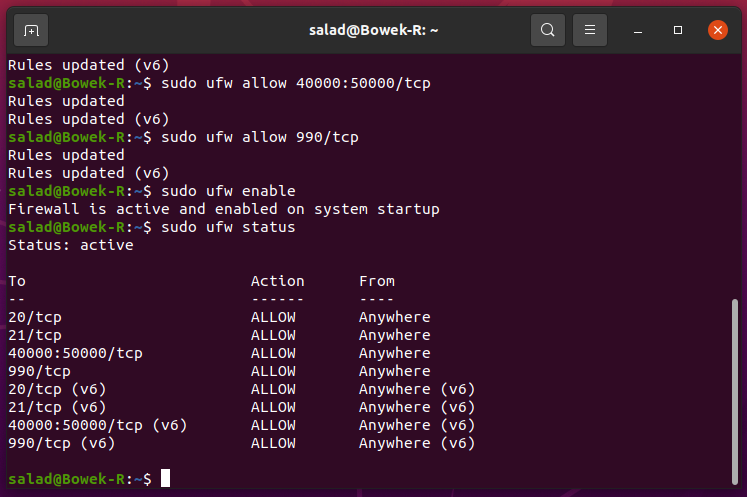 salad@Bowek-R: ~
Rules updated (v6)
salad@Bowek-R:~$ sudo ufw allow 40000:50000/tcp
Rules updated
Rules updated (v6)
salad@Bowek-R:~$ sudo ufw allow 990/tcp
Rules updated
Rules updated (v6)
salad@Bowek-R:~$ sudo ufw enable
Firewall is active and enabled on system startup
salad@Bowek-R:~$ sudo ufw status
Status: active
To                         Action      From
--                         ------      ----
20/tcp                     ALLOW       Anywhere
21/tcp                     ALLOW       Anywhere
40000:50000/tcp            ALLOW       Anywhere
990/tcp                    ALLOW       Anywhere
20/tcp (v6)                ALLOW       Anywhere (v6)
21/tcp (v6)                ALLOW       Anywhere (v6)
40000:50000/tcp (v6)       ALLOW       Anywhere (v6)
990/tcp (v6)               ALLOW       Anywhere (v6)
salad@Bowek-R:~$